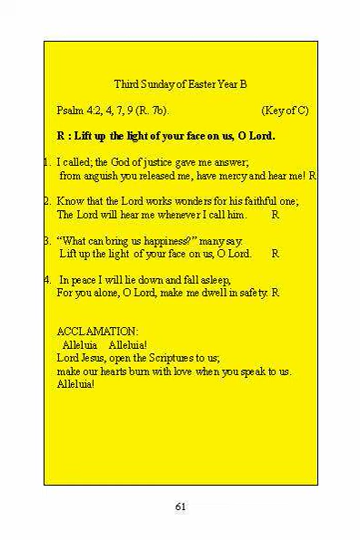 Third Sunday of Easter Year B
Psalm 4:2, 4, 7, 9 (R. 7b). (Key of C)
R : Lift up the light of your face on us, O Lord.
1. I called; the God of justice gave me answer;
from anguish you released me, have mercy and hear me! R
2. Know that the Lord works wonders for his faithful one;
The Lord will hear me whenever I call him. R
3. “What can bring us happiness?” many say.
Lift up the light of your face on us, O Lord. R
4. In peace I will lie down and fall asleep,
For you alone, O Lord, make me dwell in safety. R
ACCLAMATION:
Alleluia Alleluia!
Lord Jesus, open the Scriptures to us;
make our hearts burn with love when you speak to us.
Alleluia!
61